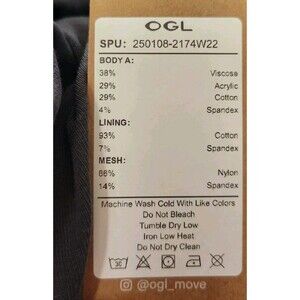 OGL
SPU: 250108-2174W22
BODY A:
38% Viscose
29% Acrylic
29% Cotton
4% Spandex
LINING:
93% Cotton
7% Spandex
MESH:
86% Nylon
14% Spandex
Machine Wash Cold With Like Colors
Do Not Bleach
Tumble Dry Low
Iron Low Heat
Do Not Dry Clean
30
@ogl_move